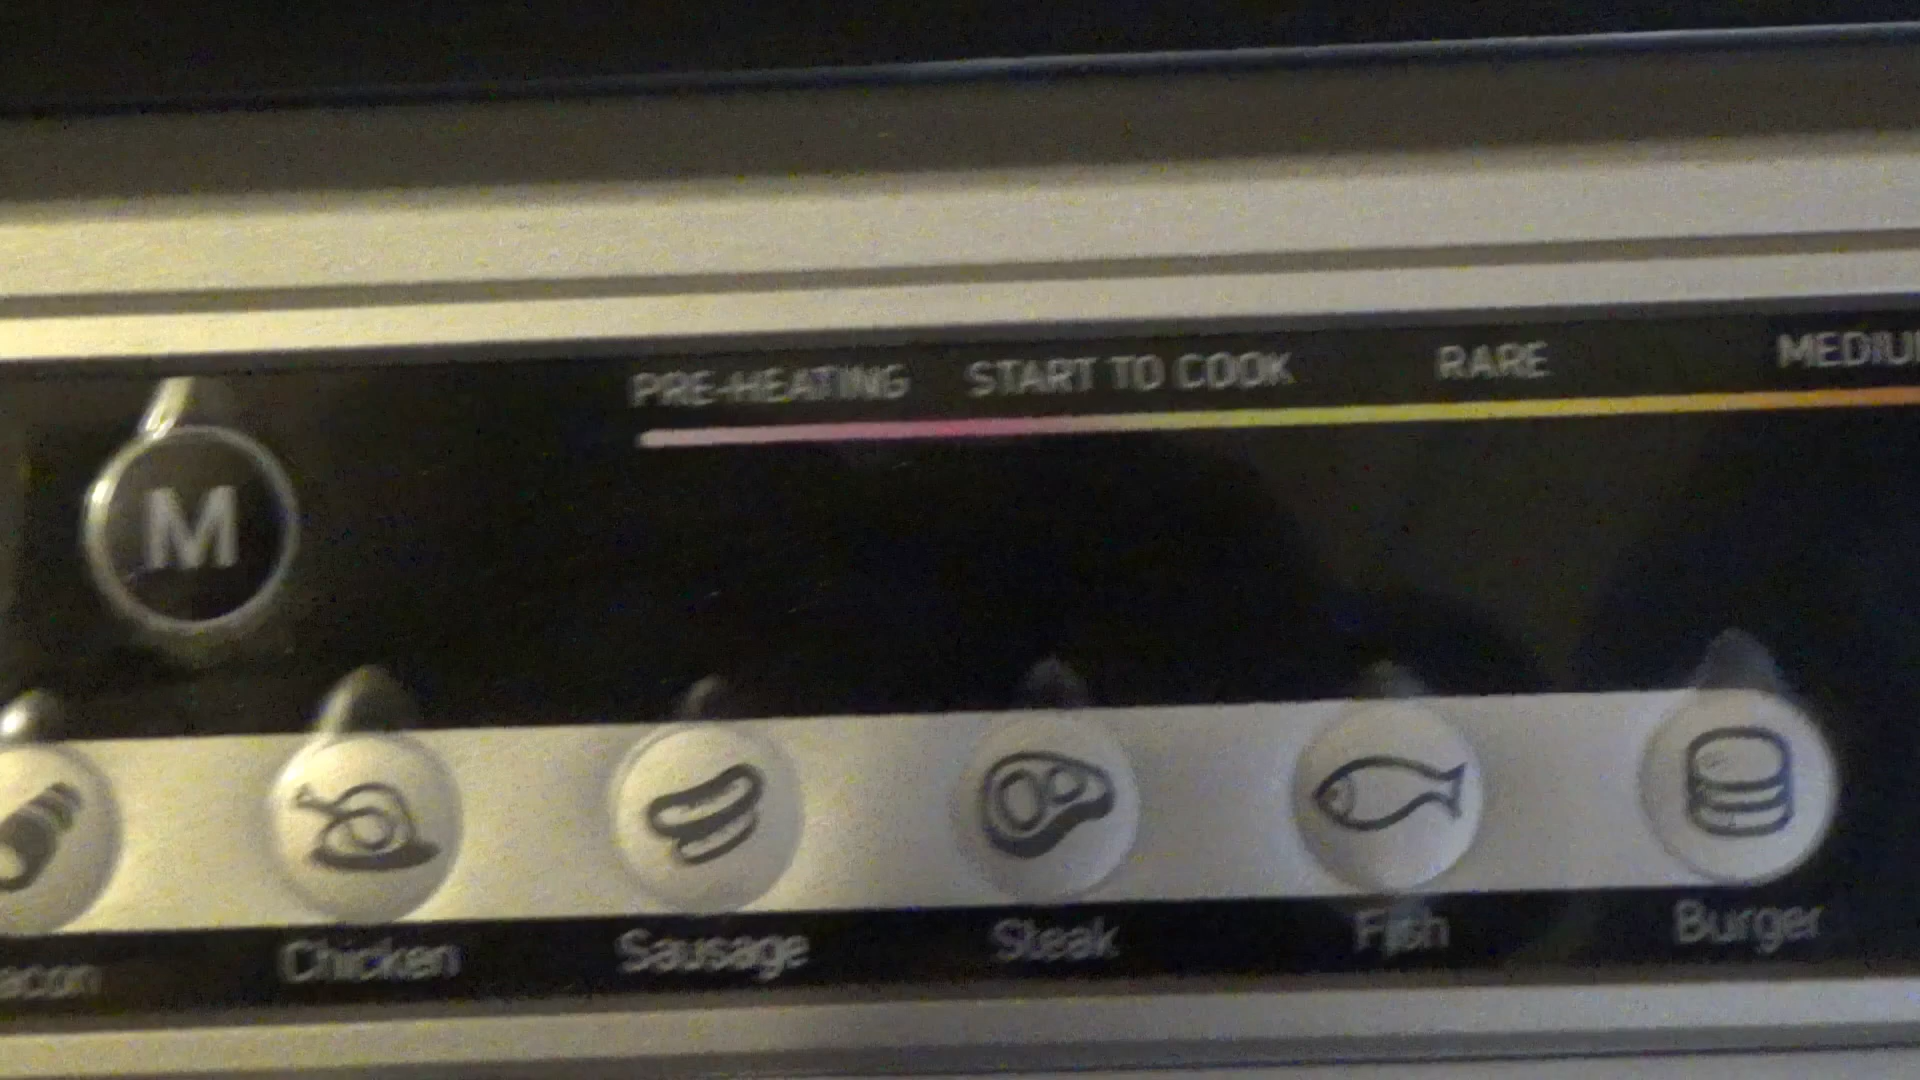 PRE-HEATING START TO COOK RARE MEDIUM
M
acon Chicken Sausage Steak Fish Burger